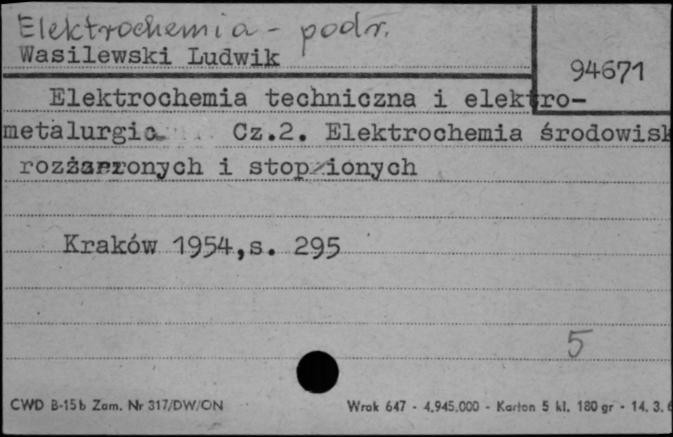 Elektrochemia - podr.
Wasilewski Ludwik
94671
Elektrochemia techniczna i elektro-
metalurgia Cz.2. Elektrochemia środowisk
rozżarzonych i stopionych
Kraków 1954,s. 295
5
CWD B-15b Zam. Nr 317/DW/ON
Wrak 647 - 4.945.000 - Karton 5 kl. 180 gr - 14. 3. 6